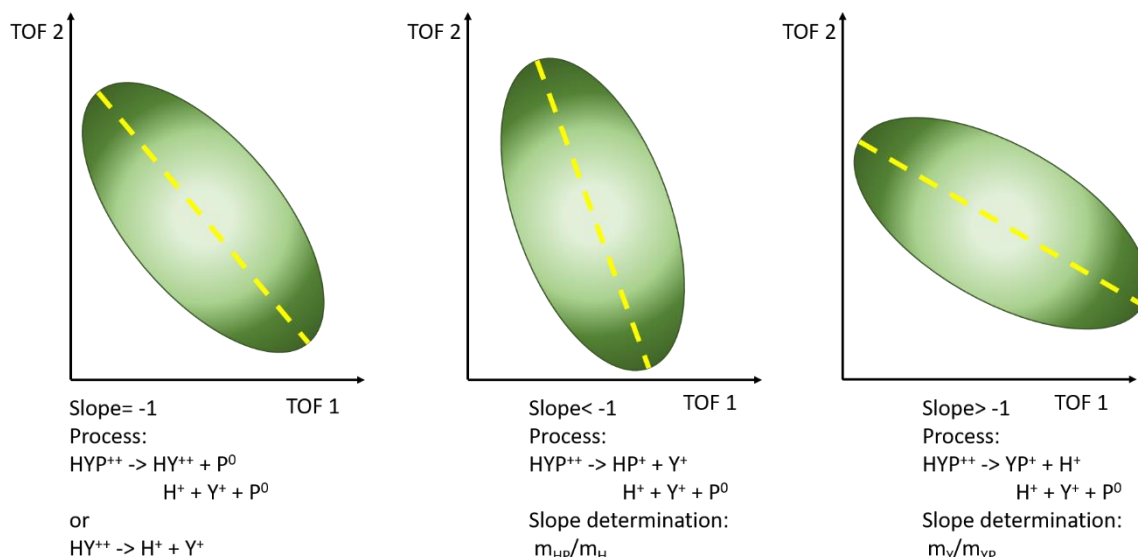 TOF 2
TOF 1
Slope= -1
Process:
HYP⁺⁺ -> HY⁺⁺ + P⁰
H⁺ + Y⁺ + P⁰
or
HY⁺⁺ -> H⁺ + Y⁺
TOF 2
TOF 1
Slope< -1
Process:
HYP⁺⁺ -> HP⁺ + Y⁺
H⁺ + Y⁺ + P⁰
Slope determination:
m_HP/m_H
TOF 2
TOF 1
Slope> -1
Process:
HYP⁺⁺ -> YP⁺ + H⁺
H⁺ + Y⁺ + P⁰
Slope determination:
m_Y/m_YP